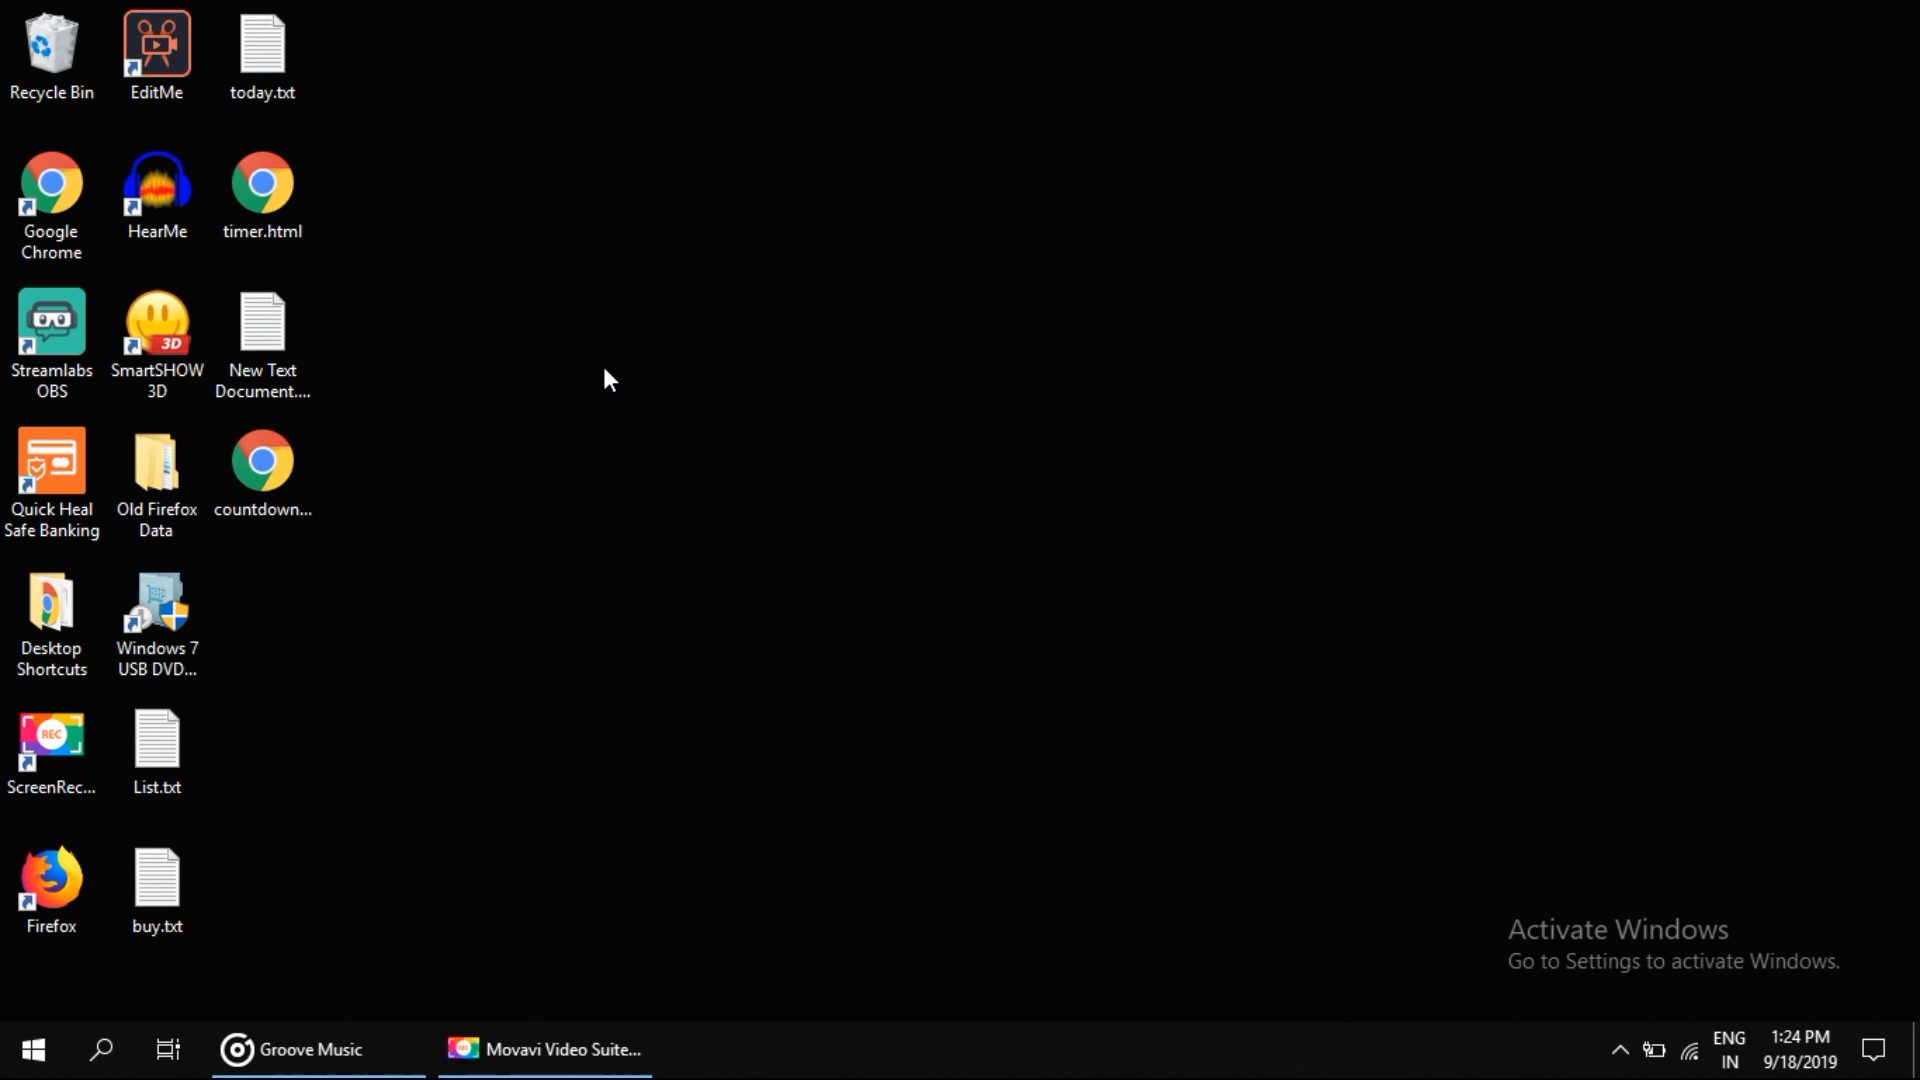 Recycle Bin
EditMe
today.txt
Google
Chrome
HearMe
timer.html
Streamlabs
OBS
3D
SmartSHOW
3D
New Text
Document....
Quick Heal
Safe Banking
Old Firefox
Data
countdown...
Desktop
Shortcuts
Windows 7
USB DVD...
REC
ScreenRec...
List.txt
Firefox
buy.txt
Activate Windows
Go to Settings to activate Windows.
Groove Music
Movavi Video Suite...
ENG
IN
1:24 PM
9/18/2019